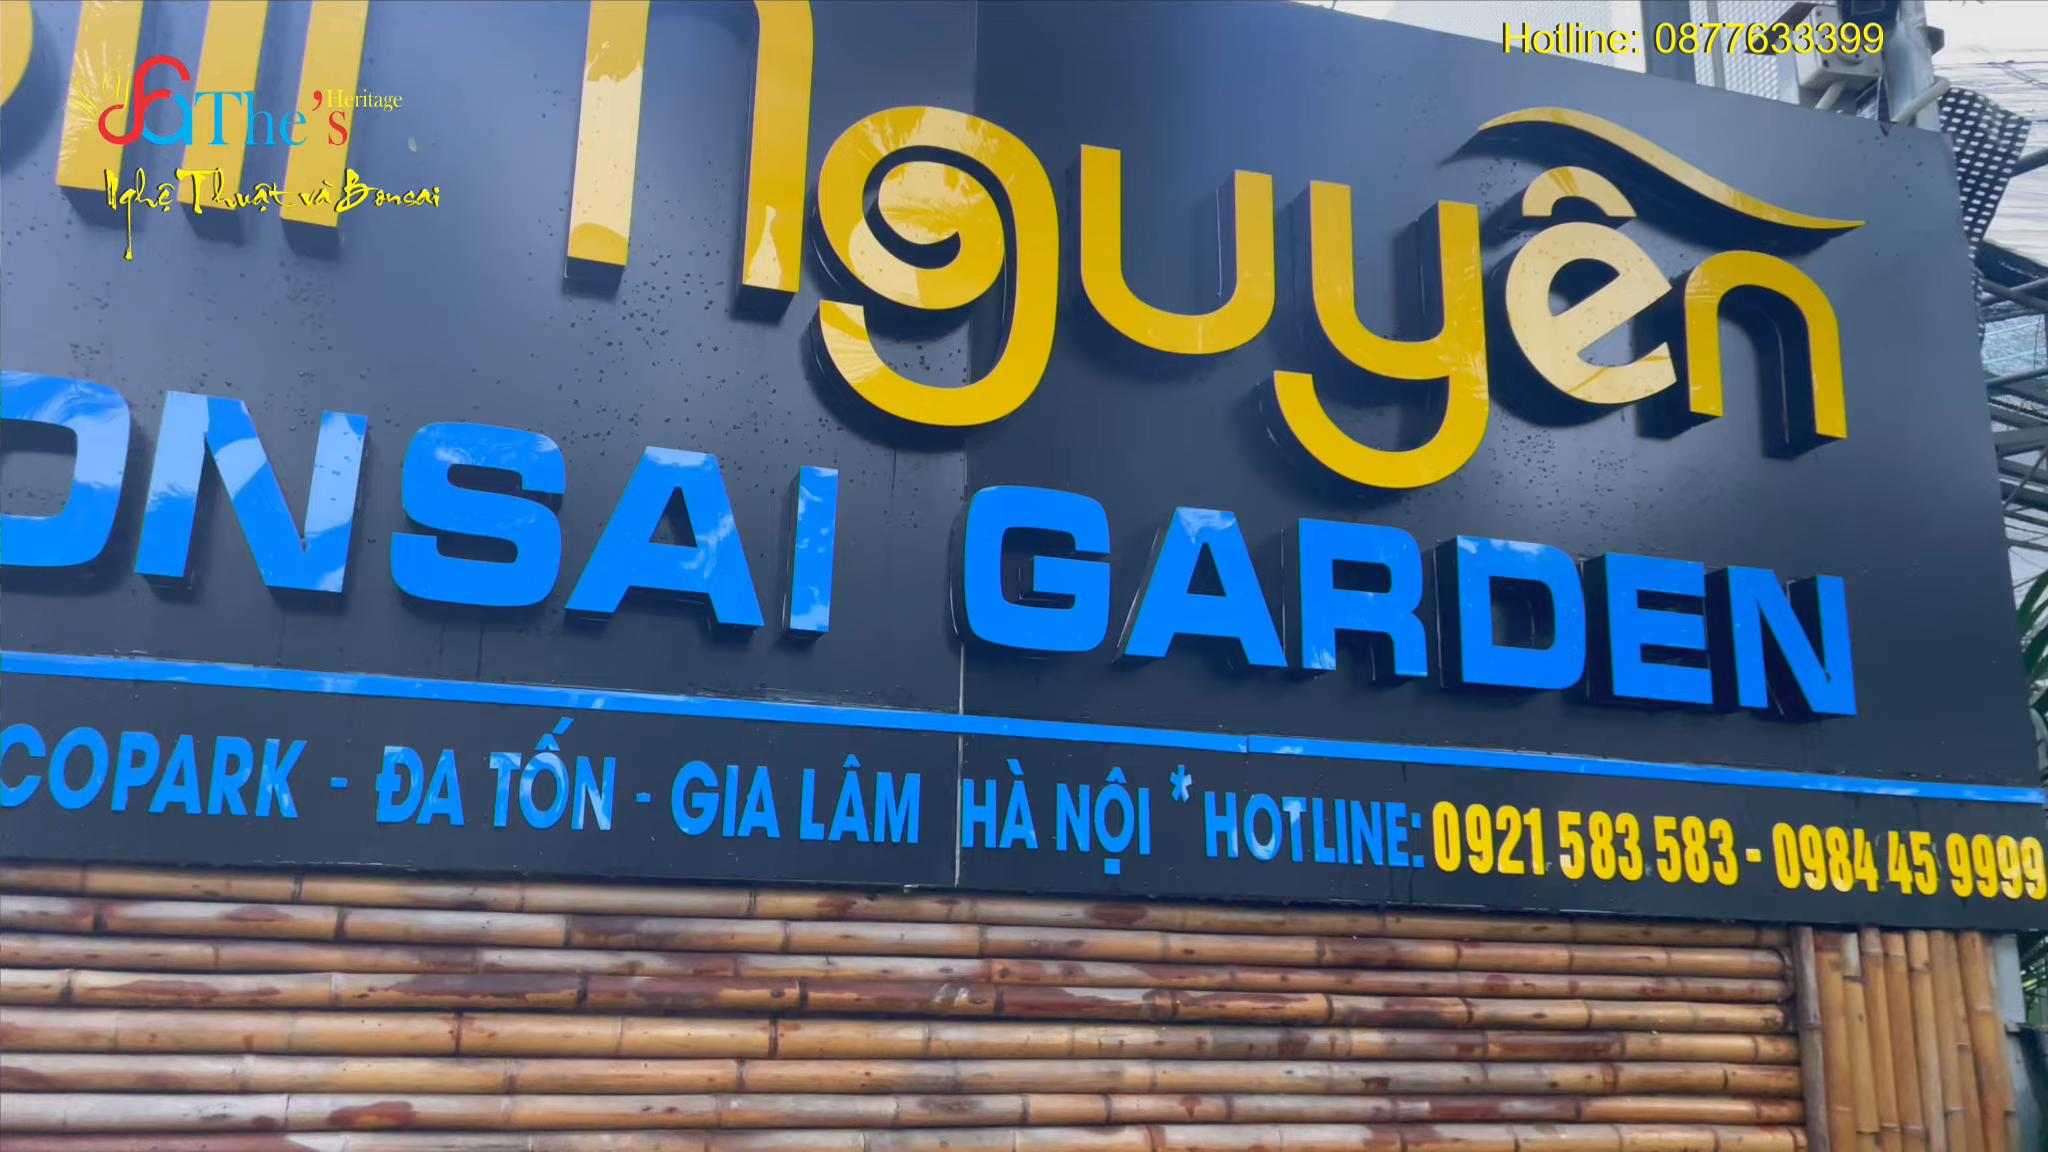 Hotline: 0877633399
The's Heritage
Nghệ Thuật và Bonsai
Nguyễn
ONSAI GARDEN
COPARK - ĐA TỐN - GIA LÂM HÀ NỘI * HOTLINE: 0921 583 583 - 0984 45 9999